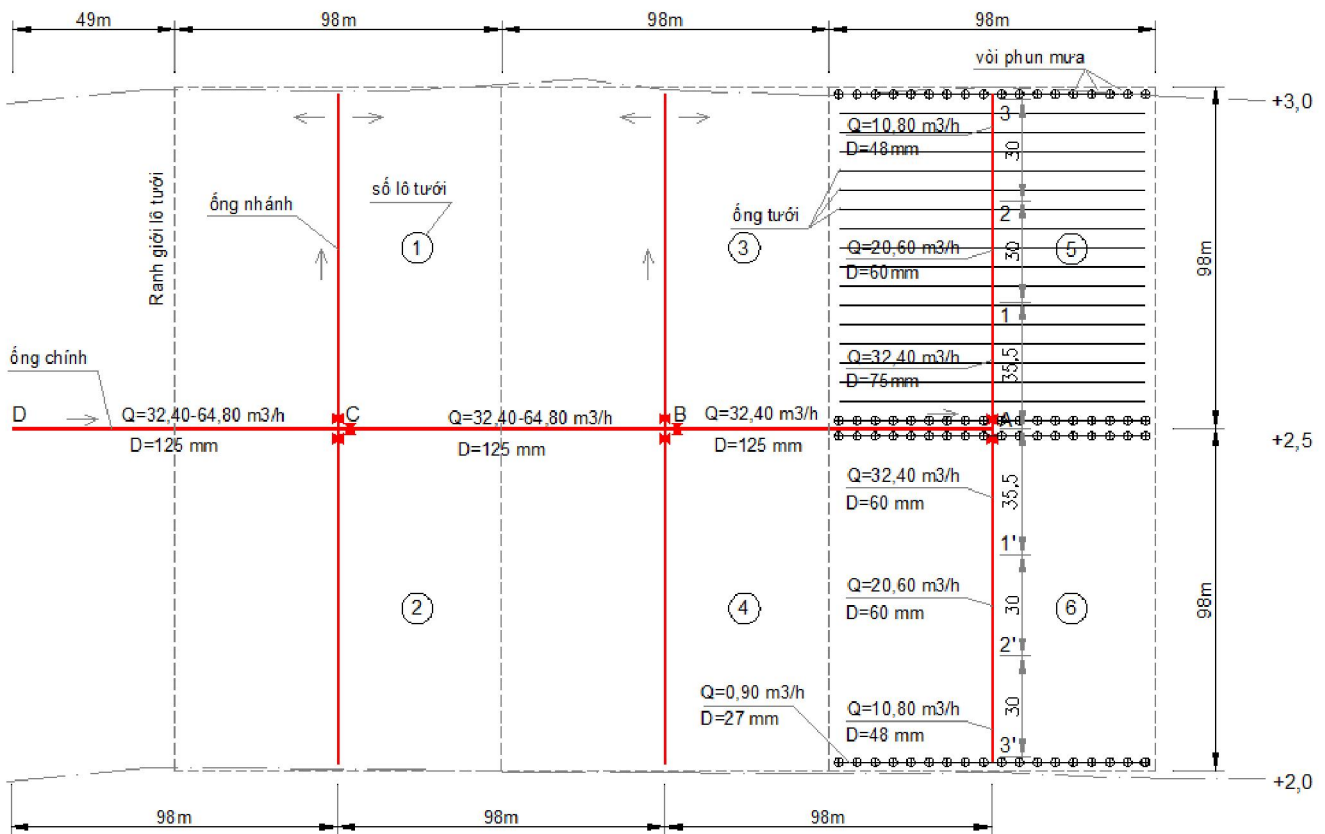 49m
98m
98m
98m
vòi phun mưa
+3,0
Q=10,80 m3/h
D=48mm
3
30
số lô tưới
ống nhánh
Ranh giới lô tưới
ống tưới
2
1
3
5
Q=20,60 m3/h
D=60mm
30
98m
1
ống chính
Q=32,40 m3/h
D=75mm
35,5
D
Q=32,40-64,80 m3/h
D=125 mm
C
Q=32,40-64,80 m3/h
D=125 mm
B
Q=32,40 m3/h
D=125 mm
A
+2,5
Q=32,40 m3/h
D=60 mm
35,5
1'
Q=20,60 m3/h
D=60 mm
30
2
4
6
98m
2'
Q=0,90 m3/h
D=27 mm
Q=10,80 m3/h
D=48 mm
30
3'
+2,0
98m
98m
98m